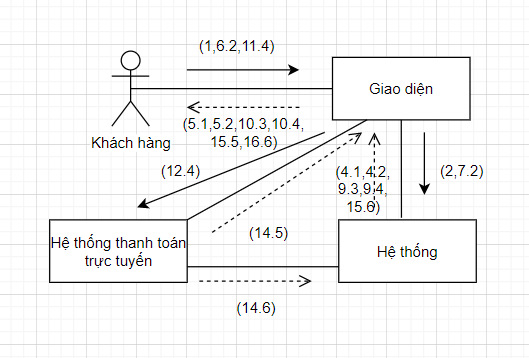 (1,6.2,11.4)
Giao diện
Khách hàng
(5.1,5.2,10.3,10.4,
15.5,16.6)
(12.4)
(4.1,4.2,
9.3,9.4,
15.6)
(2,7.2)
Hệ thống thanh toán
trực tuyến
(14.5)
Hệ thống
(14.6)